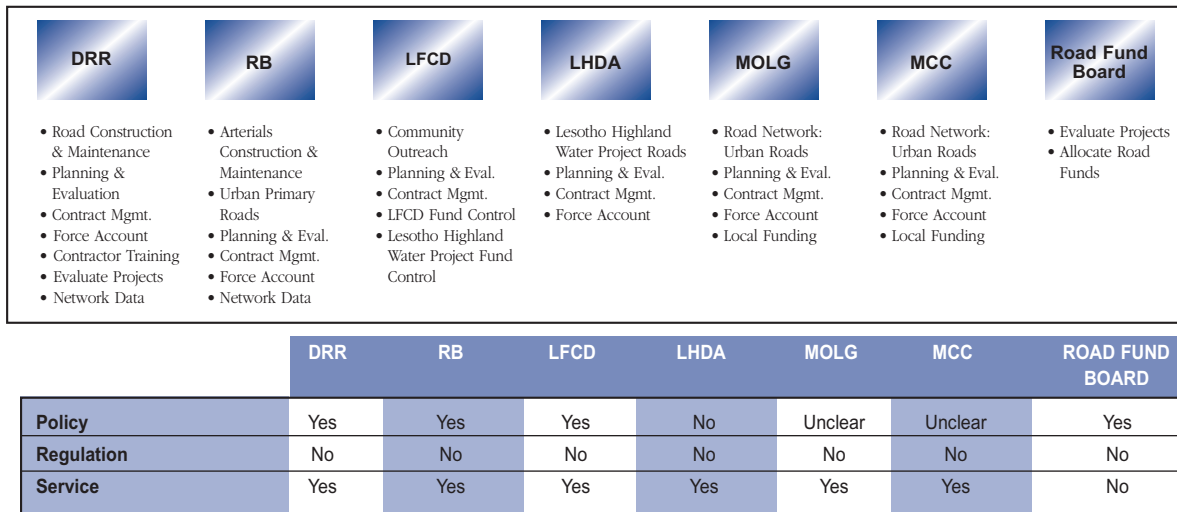 DRR
RB
LFCD
LHDA
MOLG
MCC
Road Fund
Board
• Road Construction
& Maintenance
• Planning &
Evaluation
• Contract Mgmt.
• Force Account
• Contractor Training
• Evaluate Projects
• Network Data
• Arterials
Construction &
Maintenance
• Urban Primary
Roads
• Planning & Eval.
• Contract Mgmt.
• Force Account
• Network Data
• Community
Outreach
• Planning & Eval.
• Contract Mgmt.
• LFCD Fund Control
• Lesotho Highland
Water Project Fund
Control
• Lesotho Highland
Water Project Roads
• Planning & Eval.
• Contract Mgmt.
• Force Account
• Road Network:
Urban Roads
• Planning & Eval.
• Contract Mgmt.
• Force Account
• Local Funding
• Road Network:
Urban Roads
• Planning & Eval.
• Contract Mgmt.
• Force Account
• Local Funding
• Evaluate Projects
• Allocate Road
Funds
DRR RB LFCD LHDA MOLG MCC ROAD FUND
BOARD
Policy Yes Yes Yes No Unclear Unclear Yes
Regulation No No No No No No No
Service Yes Yes Yes Yes Yes Yes No